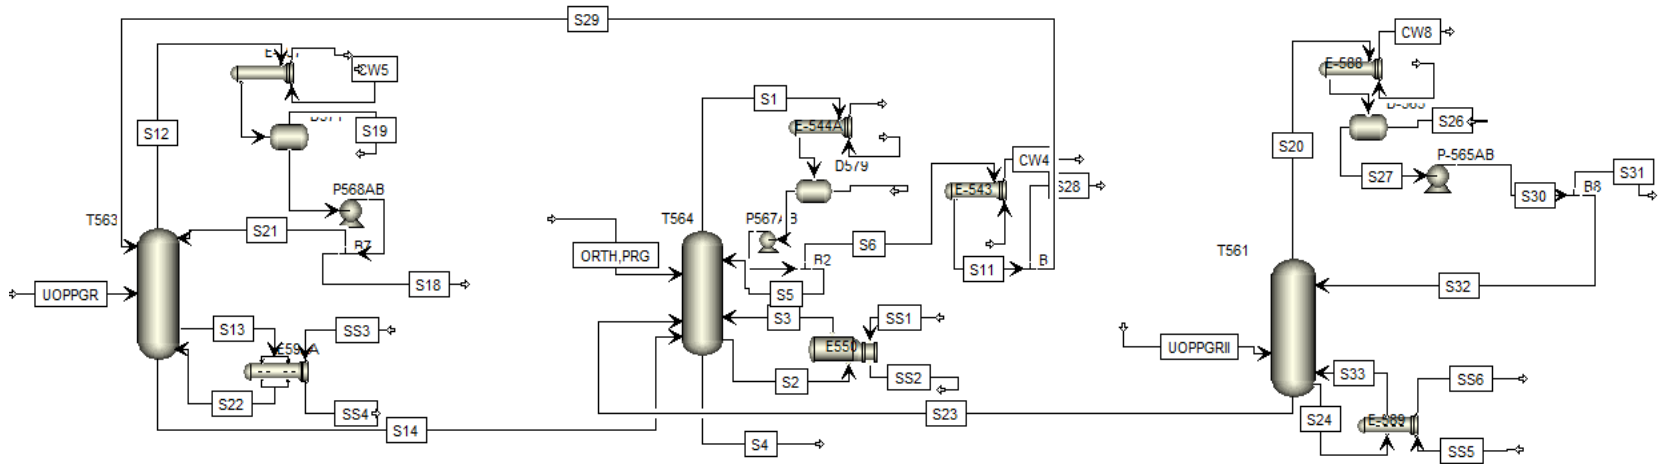 S29
CW8
CW5
E-588
S1
S19
S12
E-544A
S26
S20
P-565AB
CW4
S31
D579
S27
S28
P568AB
E-543
B8
S30
T563
T564
P567AB
S21
S6
T561
ORTH,PRG
S11
B
S18
S5
S32
UOPPGR
S3
SS1
S13
SS3
E550
UOPPGRII
S33
S2
SS2
SS6
S22
SS4
S23
S24
E-589
S14
S4
SS5